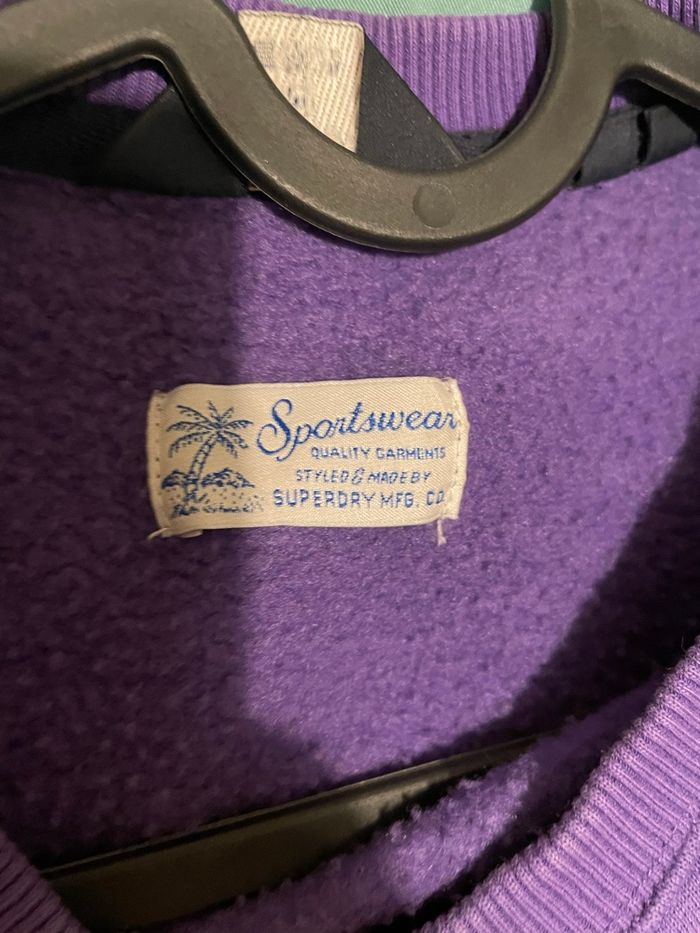 Sportswear
QUALITY GARMENTS
STYLED & MADE BY
SUPERDRY MFG. CO.